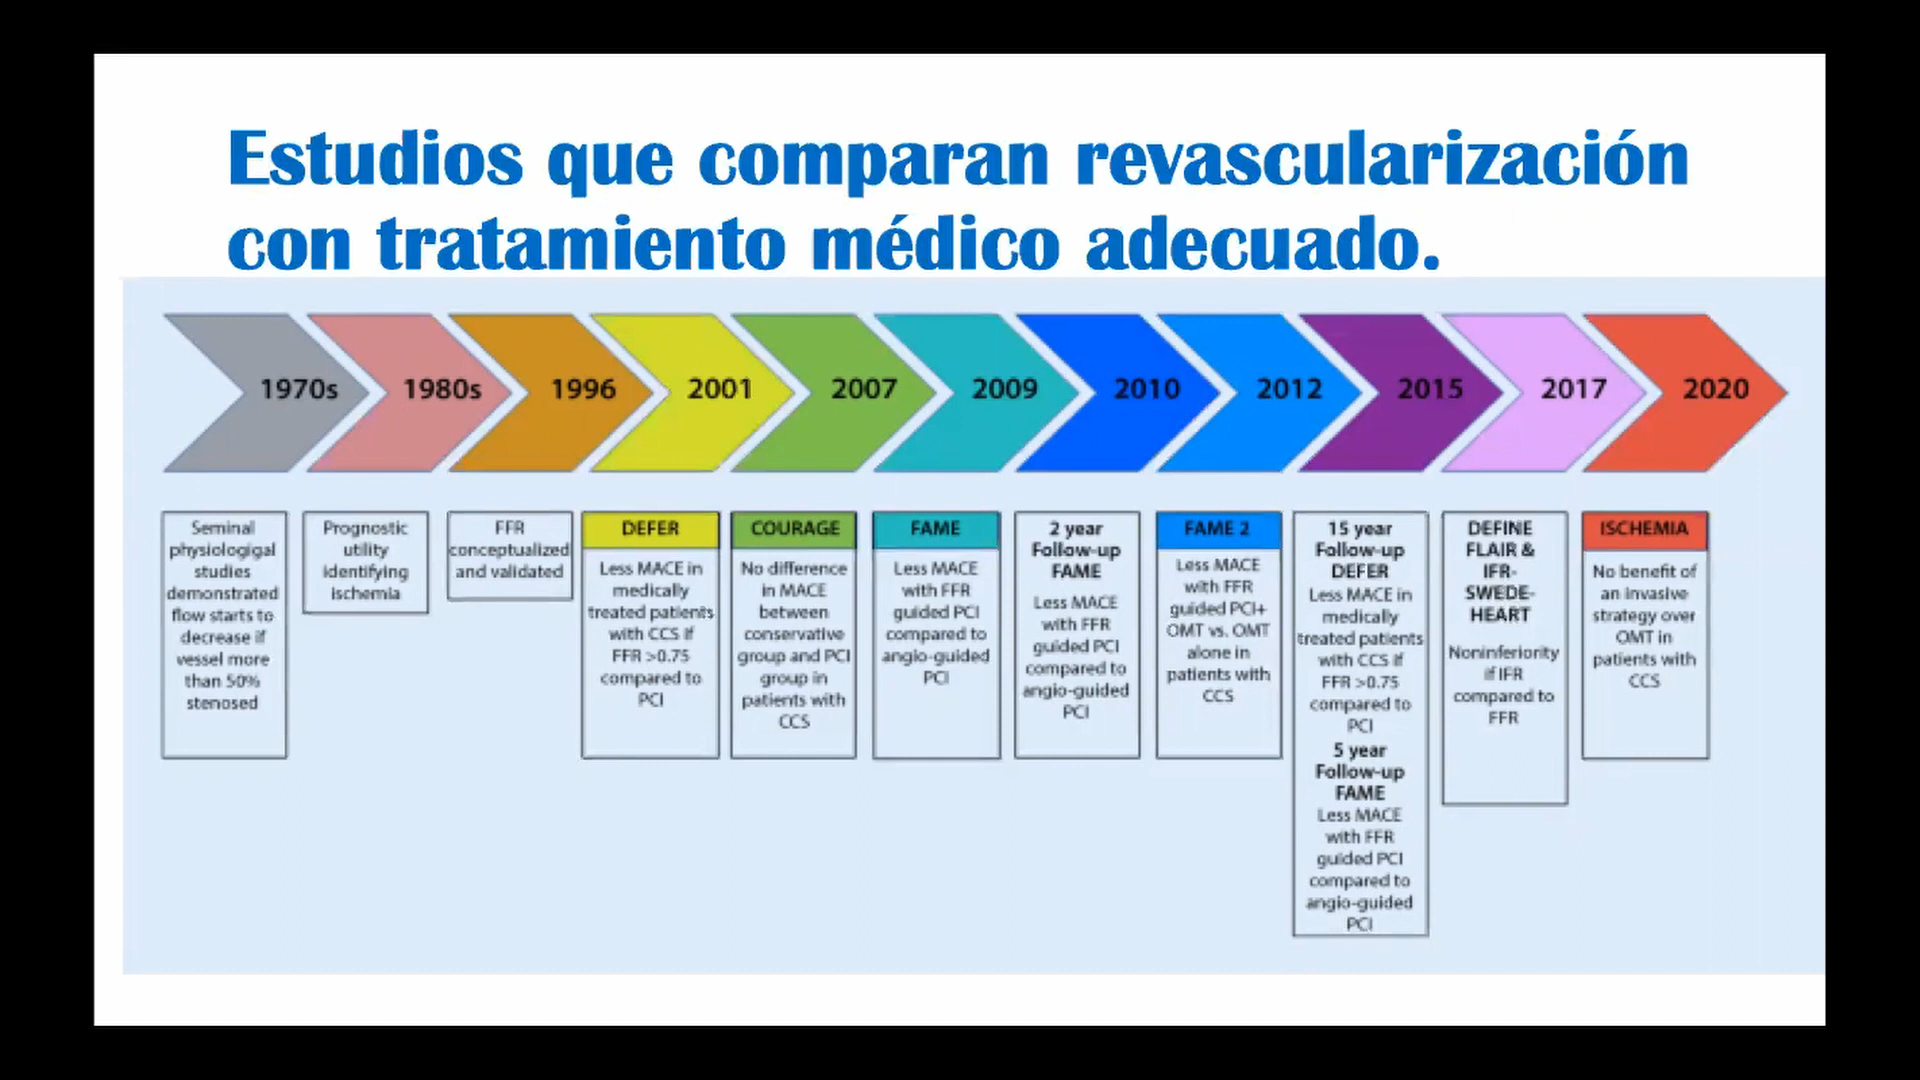 Estudios que comparan revascularización
con tratamiento médico adecuado.
1970s
1980s
1996
2001
2007
2009
2010
2012
2015
2017
2020
Seminal
physiologigal
studies
demonstrated
flow starts to
decrease if
vessel more
than 50%
stenosed
Prognostic
utility
identifying
ischemia
FFR
conceptualized
and validated
DEFER
Less MACE in
medically
treated patients
with CCS if
FFR >0.75
compared to
PCI
COURAGE
No difference
in MACE
between
conservative
group and PCI
group in
patients with
CCS
FAME
Less MACE
with FFR
guided PCI
compared to
angio-guided
PCI
2 year
Follow-up
FAME
Less MACE
with FFR
guided PCI
compared to
angio-guided
PCI
FAME 2
Less MACE
with FFR
guided PCI+
OMT vs. OMT
alone in
patients with
CCS
15 year
Follow-up
DEFER
Less MACE in
medically
treated patients
with CCS if
FFR >0.75
compared to
PCI
5 year
Follow-up
FAME
Less MACE
with FFR
guided PCI
compared to
angio-guided
PCI
DEFINE
FLAIR &
IFR-
SWEDE-
HEART
Noninferiority
if IFR
compared to
FFR
ISCHEMIA
No benefit of
an invasive
strategy over
OMT in
patients with
CCS